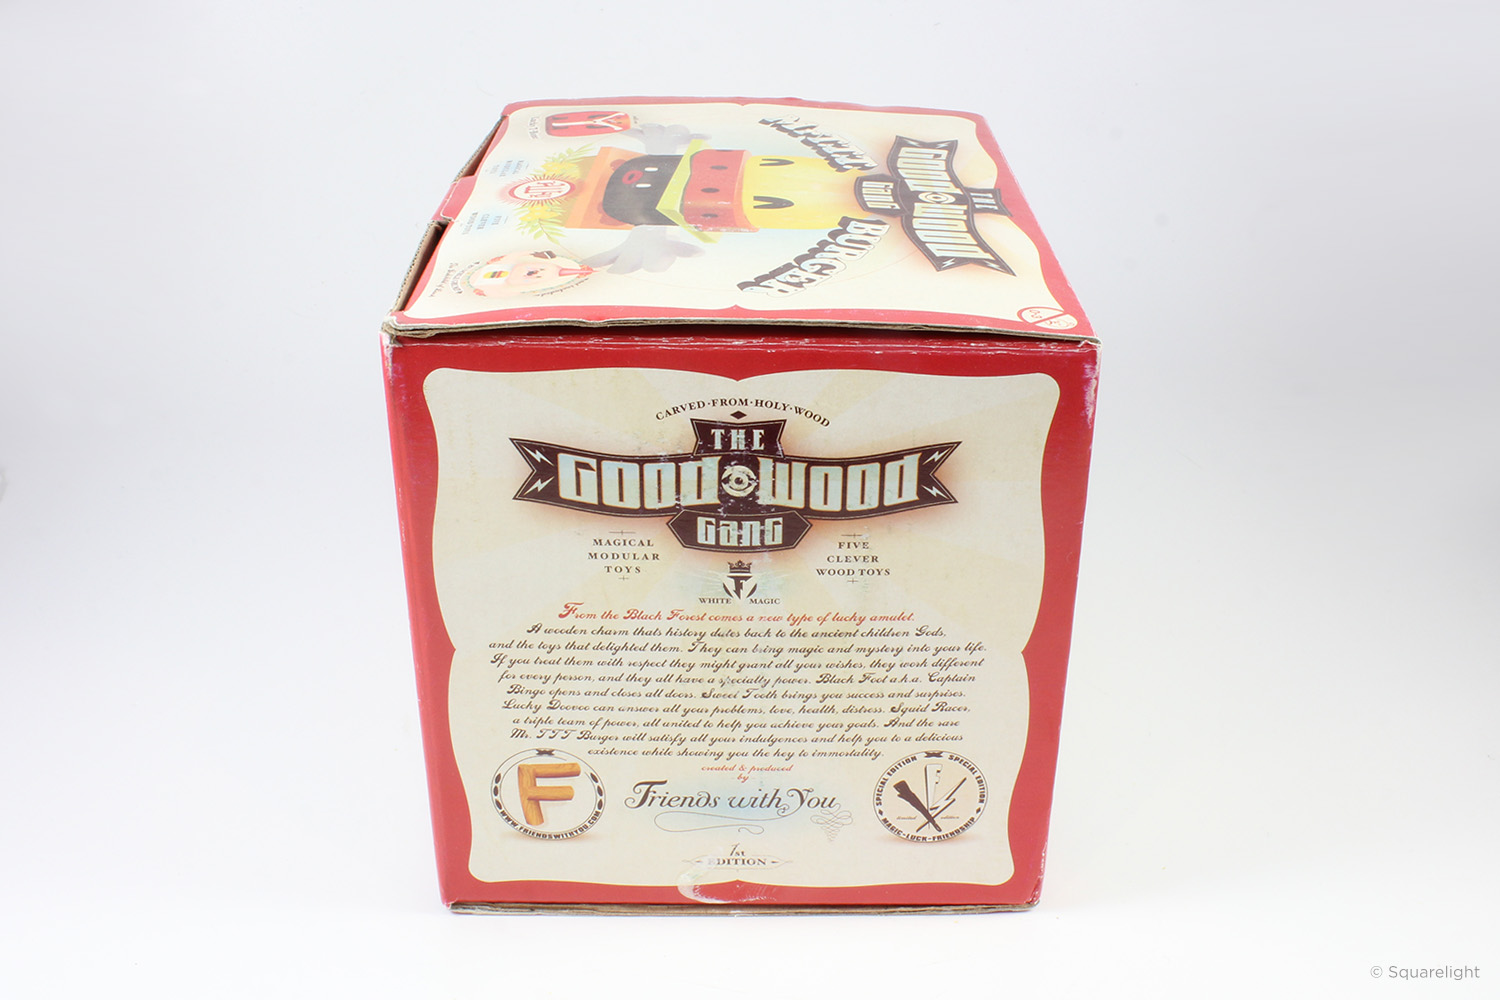 THE
GOOD WOOD
GANG
BURGER
CARVED·FROM·HOLY·WOOD
THE
GOOD WOOD
GANG
MAGICAL
MODULAR
TOYS
FIVE
CLEVER
WOOD TOYS
F
WHITE MAGIC
From the Black Forest comes a new type of lucky amulet.
A wooden charm thats history dates back to the ancient children Gods,
and the toys that delighted them. They can bring magic and mystery into your life.
If you treat them with respect they might grant all your wishes, they work different
for every person, and they all have a specialty power. Black Foot a.k.a. Captain
Bingo opens and closes all doors. Sweet Tooth brings you success and surprises.
Lucky Doovoo can answer all your problems, love, health, distress. Squid Racer,
a triple team of power, all united to help you achieve your goals. And the rare
Mr. TTT Burger will satisfy all your indulgences and help you to a delicious
existence while showing you the key to immortality.
created & produced
by
Friends with You
F
WWW.FRIENDSWITHYOU.COM
SPECIAL EDITION SPECIAL EDITION
limited edition
MAGIC-LUCK-FRIENDSHIP
1st
EDITION
© Squarelight